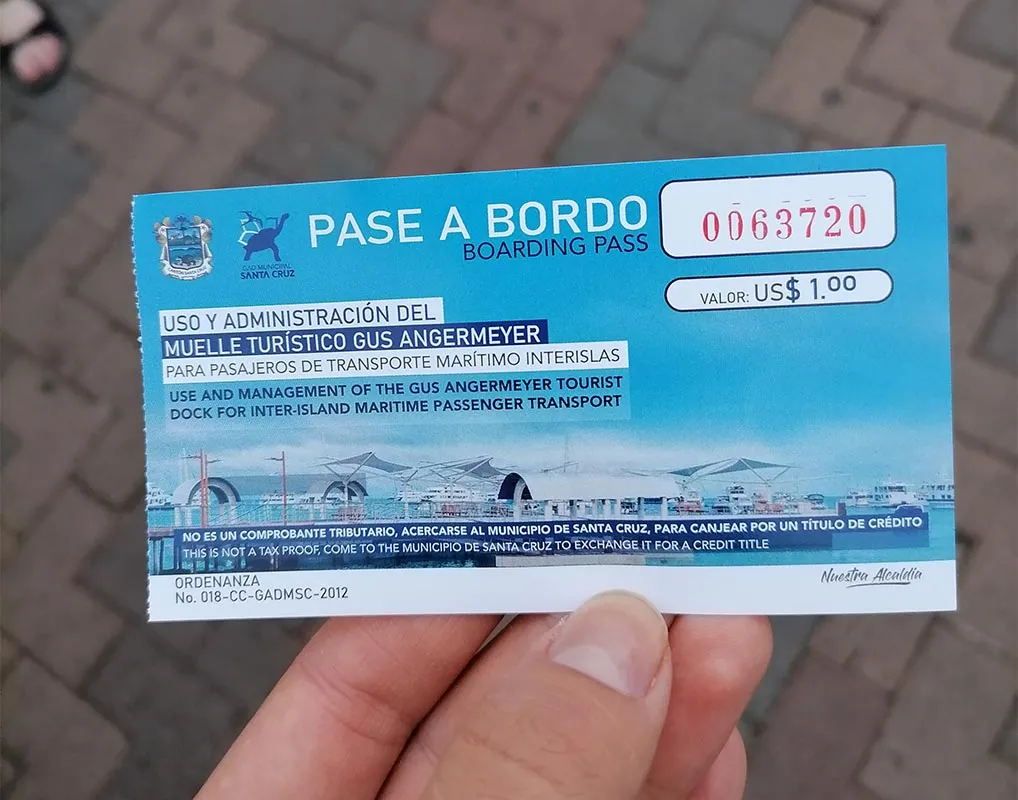 PASE A BORDO
BOARDING PASS
0063720
VALOR: US$ 1.00
GAD MUNICIPAL
SANTA CRUZ
USO Y ADMINISTRACIÓN DEL
MUELLE TURÍSTICO GUS ANGERMEYER
PARA PASAJEROS DE TRANSPORTE MARÍTIMO INTERISLAS
USE AND MANAGEMENT OF THE GUS ANGERMEYER TOURIST
DOCK FOR INTER-ISLAND MARITIME PASSENGER TRANSPORT
NO ES UN COMPROBANTE TRIBUTARIO, ACERCARSE AL MUNICIPIO DE SANTA CRUZ, PARA CANJEAR POR UN TÍTULO DE CRÉDITO
THIS IS NOT A TAX PROOF, COME TO THE MUNICIPIO DE SANTA CRUZ TO EXCHANGE IT FOR A CREDIT TITLE
ORDENANZA
No. 018-CC-GADMSC-2012
Nuestra Alcaldía